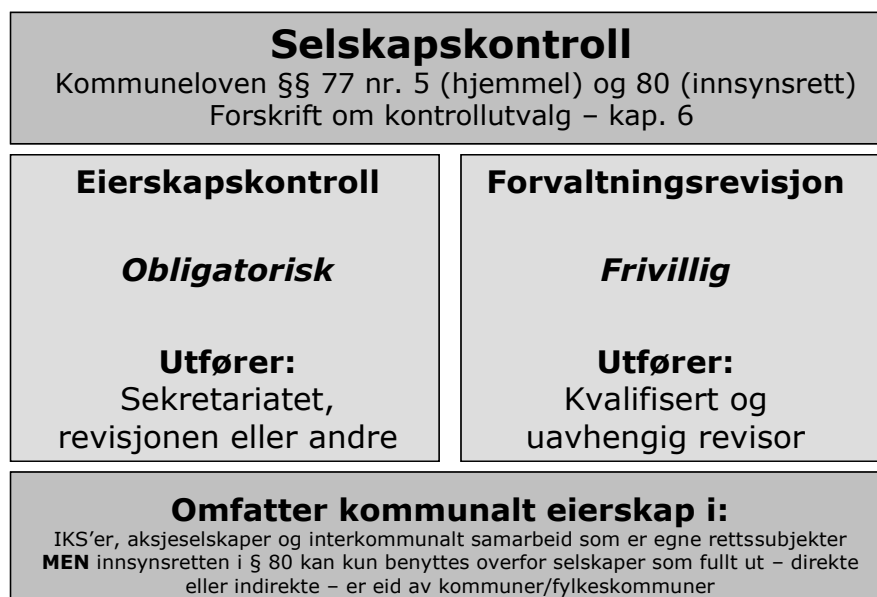 Selskapskontroll
Kommuneloven §§ 77 nr. 5 (hjemmel) og 80 (innsynsrett)
Forskrift om kontrollutvalg – kap. 6
Eierskapskontroll
Obligatorisk
Utfører:
Sekretariatet,
revisjonen eller andre
Forvaltningsrevisjon
Frivillig
Utfører:
Kvalifisert og
uavhengig revisor
Omfatter kommunalt eierskap i:
IKS’er, aksjeselskaper og interkommunalt samarbeid som er egne rettssubjekter
MEN innsynsretten i § 80 kan kun benyttes overfor selskaper som fullt ut – direkte
eller indirekte – er eid av kommuner/fylkeskommuner